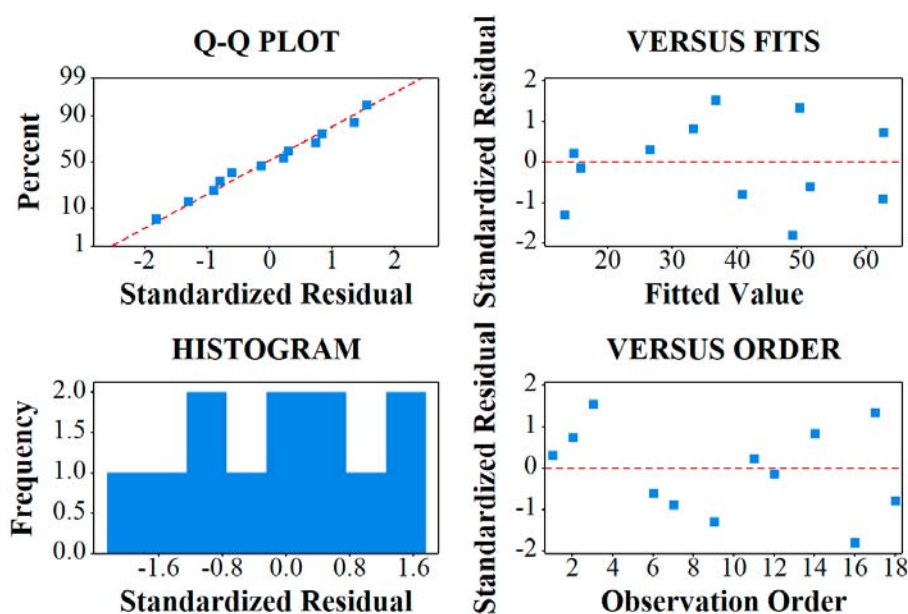 Q-Q PLOT
99
90
50
10
1
Percent
-2 -1 0 1 2
Standardized Residual
VERSUS FITS
2
1
0
-1
-2
Standardized Residual
20 30 40 50 60
Fitted Value
HISTOGRAM
2.0
1.5
1.0
0.5
0.0
Frequency
-1.6 -0.8 0.0 0.8 1.6
Standardized Residual
VERSUS ORDER
2
1
0
-1
-2
Standardized Residual
2 4 6 8 10 12 14 16 18
Observation Order